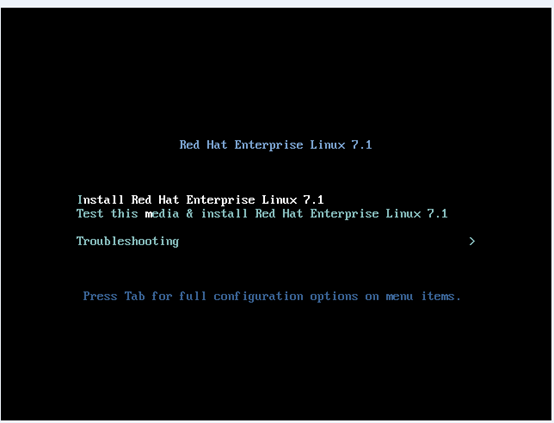 Red Hat Enterprise Linux 7.1
Install Red Hat Enterprise Linux 7.1
Test this media & install Red Hat Enterprise Linux 7.1
Troubleshooting >
Press Tab for full configuration options on menu items.